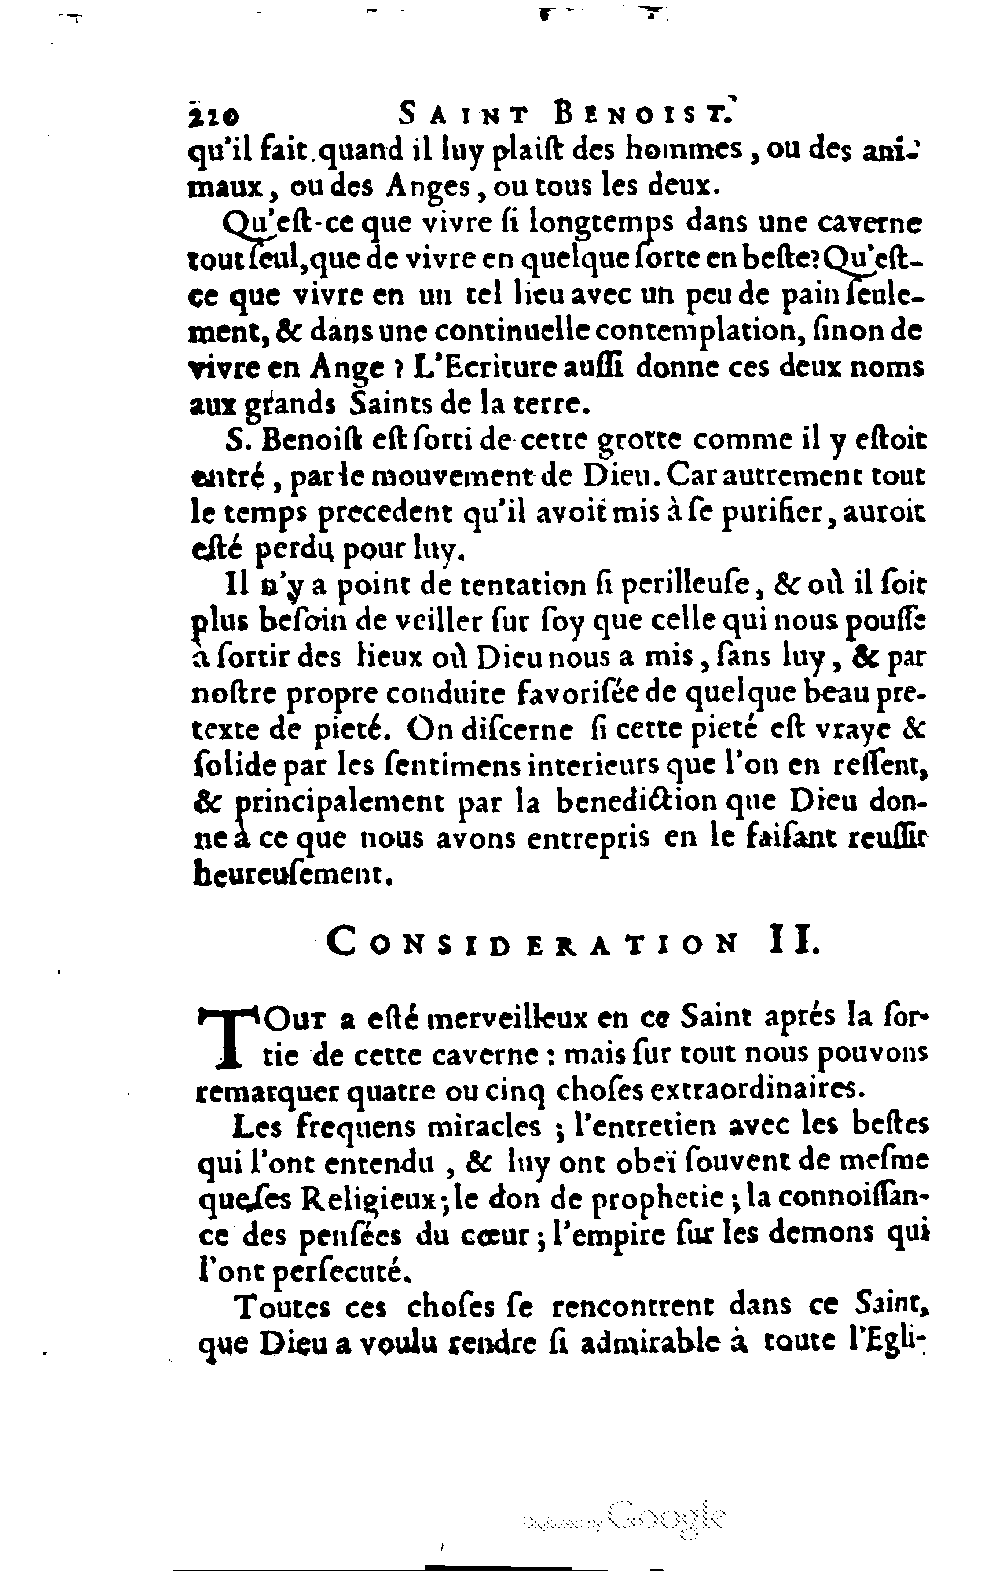 210 SAINT BENOIST.
qu'il fait quand il luy plaiſt des hommes, ou des ani-
maux, ou des Anges, ou tous les deux.
Qu'eſt-ce que vivre ſi longtemps dans une caverne
tout ſeul, que de vivre en quelque ſorte en beſte? Qu'eſt-
ce que vivre en un tel lieu avec un peu de pain ſeule-
ment, & dans une continuelle contemplation, ſinon de
vivre en Ange ? L'Ecriture auſſi donne ces deux noms
aux grands Saints de la terre.
S. Benoiſt eſt ſorti de cette grotte comme il y eſtoit
entré, par le mouvement de Dieu. Car autrement tout
le temps precedent qu'il avoit mis à ſe purifier, auroit
eſté perdu pour luy.
Il n'y a point de tentation ſi perilleuſe, & où il ſoit
plus beſoin de veiller ſur ſoy que celle qui nous pouſſe
à ſortir des lieux où Dieu nous a mis, ſans luy, & par
noſtre propre conduite favoriſée de quelque beau pre-
texte de pieté. On diſcerne ſi cette pieté eſt vraye &
ſolide par les ſentimens interieurs que l'on en reſſent,
& principalement par la benediction que Dieu don-
ne à ce que nous avons entrepris en le faiſant reuſſir
heureuſement.
CONSIDERATION II.
TOUT a eſté merveilleux en ce Saint aprés la ſor-
tie de cette caverne : mais ſur tout nous pouvons
remarquer quatre ou cinq choſes extraordinaires.
Les frequens miracles ; l'entretien avec les beſtes
qui l'ont entendu, & luy ont obeï ſouvent de meſme
que ſes Religieux ; le don de prophetie ; la connoiſſan-
ce des penſées du cœur ; l'empire ſur les demons qui
l'ont perſecuté.
Toutes ces choſes ſe rencontrent dans ce Saint,
que Dieu a voulu rendre ſi admirable à toute l'Egli-
Digitized by Google